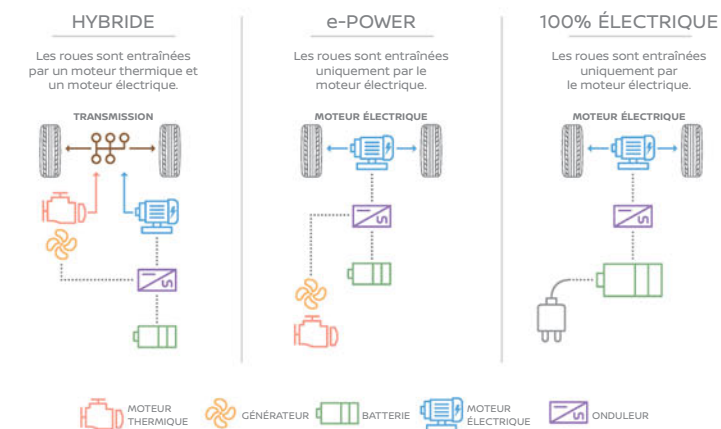 HYBRIDE
Les roues sont entraînées
par un moteur thermique et
un moteur électrique.
TRANSMISSION
e-POWER
Les roues sont entraînées
uniquement par le
moteur électrique.
MOTEUR ÉLECTRIQUE
100% ÉLECTRIQUE
Les roues sont entraînées
uniquement par
le moteur électrique.
MOTEUR ÉLECTRIQUE
MOTEUR
THERMIQUE
GÉNÉRATEUR
BATTERIE
MOTEUR
ÉLECTRIQUE
ONDULEUR